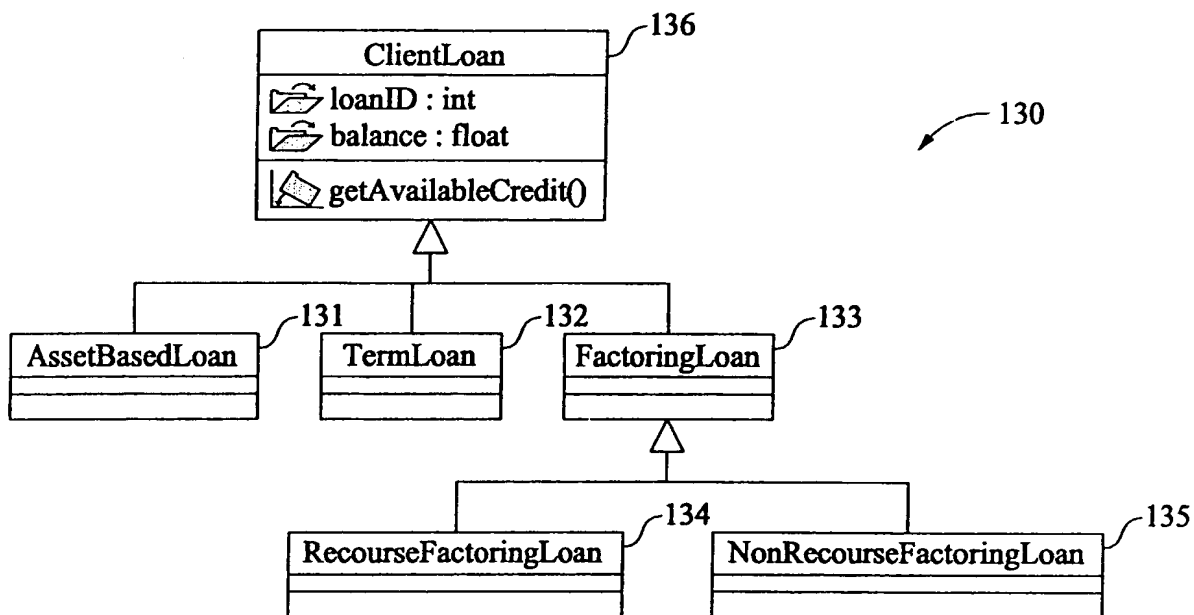 136
ClientLoan
loanID : int
balance : float
getAvailableCredit()
130
131
132
133
AssetBasedLoan
TermLoan
FactoringLoan
134
135
RecourseFactoringLoan
NonRecourseFactoringLoan